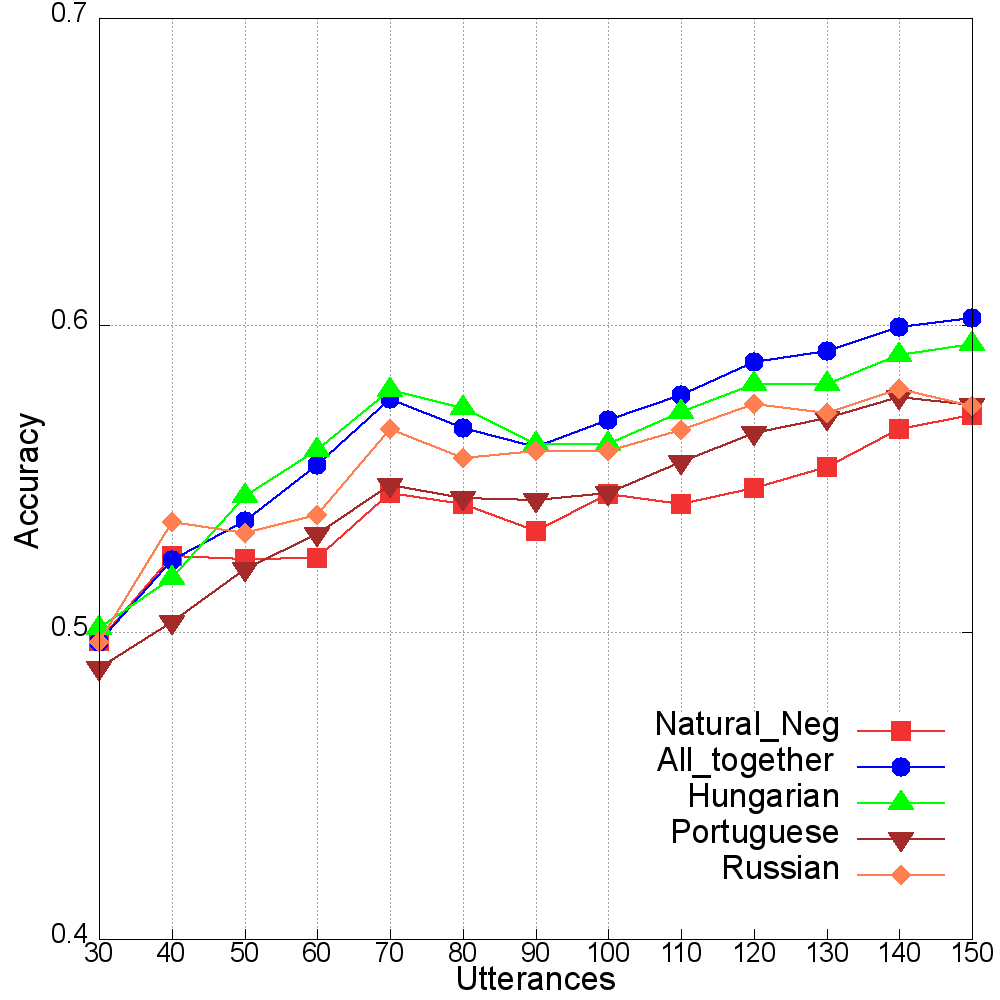 0.7
0.6
0.5
0.4
Accuracy
Natural_Neg
All_together
Hungarian
Portuguese
Russian
30 40 50 60 70 80 90 100 110 120 130 140 150
Utterances